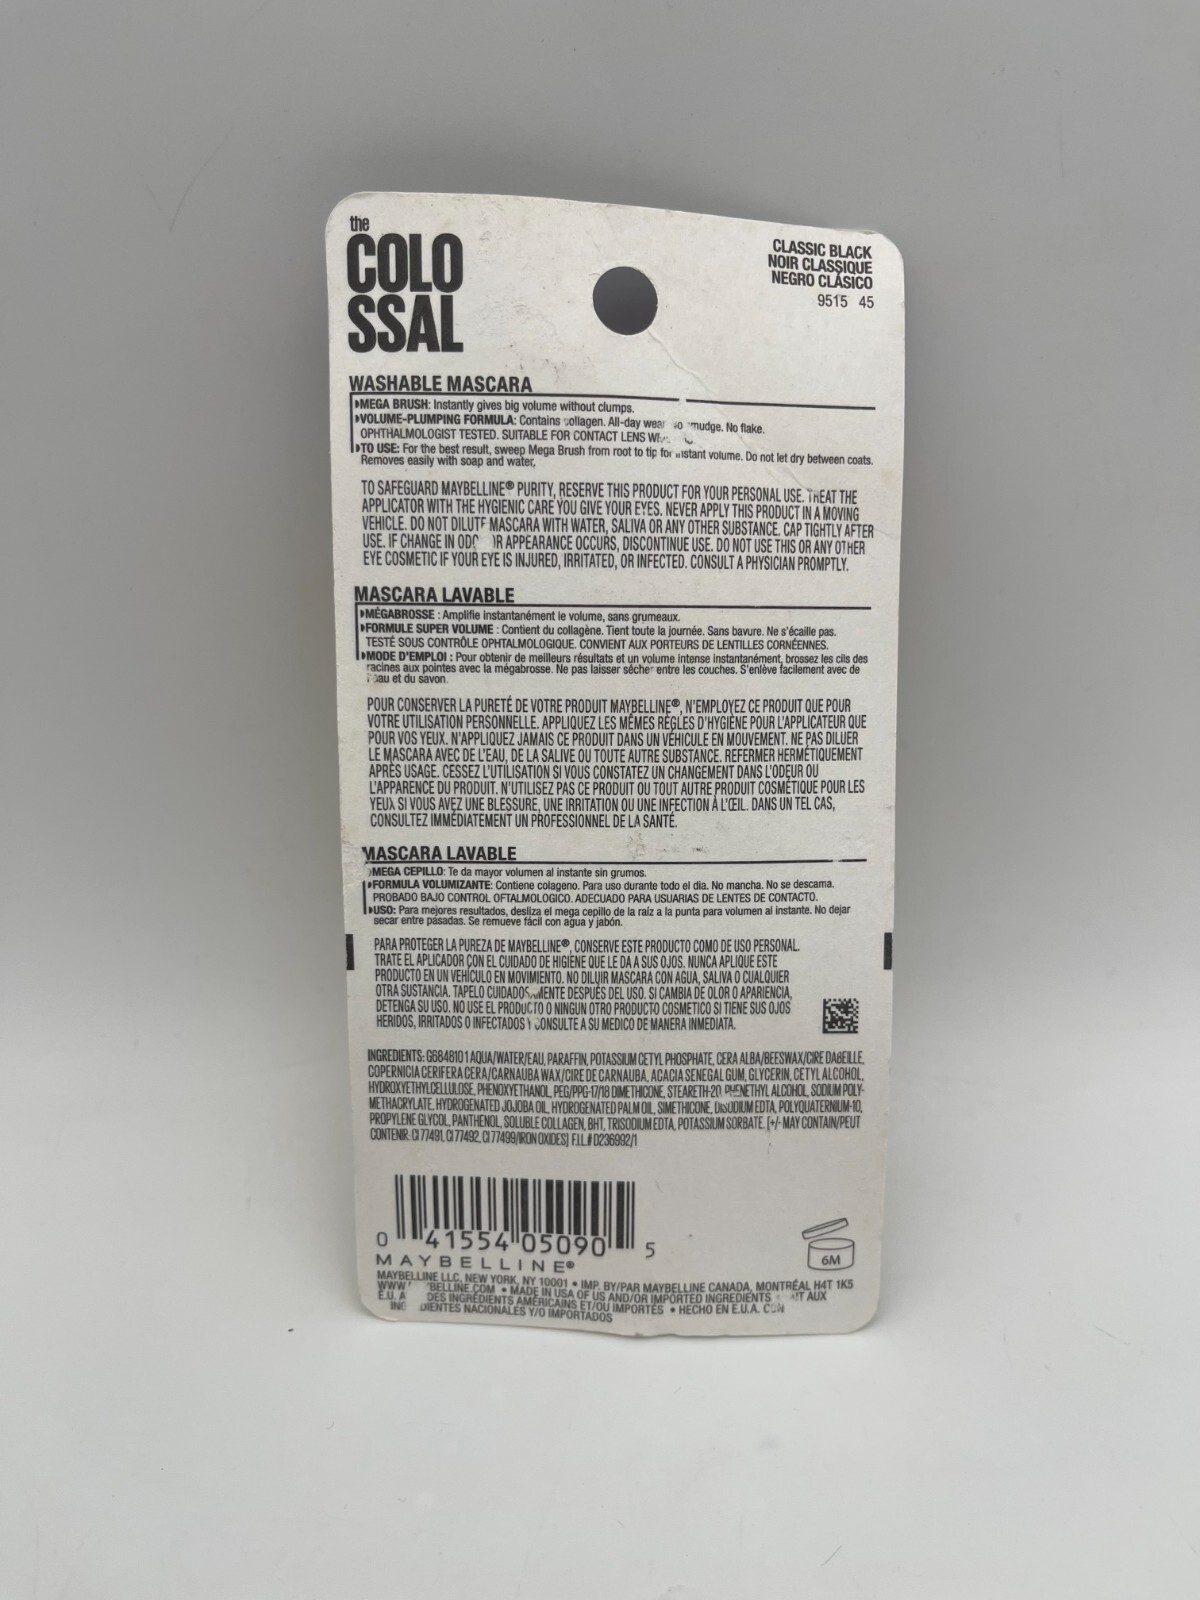 the
COLO
SSAL
CLASSIC BLACK
NOIR CLASSIQUE
NEGRO CLÁSICO
9515 45
WASHABLE MASCARA
MEGA BRUSH: Instantly gives big volume without clumps.
VOLUME-PLUMPING FORMULA: Contains collagen. All-day wear. No smudge. No flake.
OPHTHALMOLOGIST TESTED. SUITABLE FOR CONTACT LENS
TO USE: For the best result, sweep Mega Brush from root to tip for instant volume. Do not let dry between coats.
Removes easily with soap and water.
TO SAFEGUARD MAYBELLINE® PURITY, RESERVE THIS PRODUCT FOR YOUR PERSONAL USE. TREAT THE
APPLICATOR WITH THE HYGIENIC CARE YOU GIVE YOUR EYES. NEVER APPLY THIS PRODUCT IN A MOVING
VEHICLE. DO NOT DILUTE MASCARA WITH WATER, SALIVA OR ANY OTHER SUBSTANCE. CAP TIGHTLY AFTER
USE. IF CHANGE IN ODOR OR APPEARANCE OCCURS, DISCONTINUE USE. DO NOT USE THIS OR ANY OTHER
EYE COSMETIC IF YOUR EYE IS INJURED, IRRITATED, OR INFECTED. CONSULT A PHYSICIAN PROMPTLY.
MASCARA LAVABLE
MÉGABROSSE : Amplifie instantanément le volume, sans grumeaux.
FORMULE SUPER VOLUME : Contient du collagène. Tient toute la journée. Sans bavure. Ne s'écaille pas.
TESTÉ SOUS CONTRÔLE OPHTALMOLOGIQUE. CONVIENT AUX PORTEURS DE LENTILLES CORNÉENNES.
MODE D'EMPLOI : Pour obtenir de meilleurs résultats et un volume intense instantanément, brossez les cils des
racines aux pointes avec la mégabrosse. Ne pas laisser sécher entre les couches. S'enlève facilement avec de
l'eau et du savon.
POUR CONSERVER LA PURETÉ DE VOTRE PRODUIT MAYBELLINE®, N'EMPLOYEZ CE PRODUIT QUE POUR
VOTRE UTILISATION PERSONNELLE. APPLIQUEZ LES MÊMES RÈGLES D'HYGIÈNE POUR L'APPLICATEUR QUE
POUR VOS YEUX. N'APPLIQUEZ JAMAIS CE PRODUIT DANS UN VÉHICULE EN MOUVEMENT. NE PAS DILUER
LE MASCARA AVEC DE L'EAU, DE LA SALIVE OU TOUTE AUTRE SUBSTANCE. REFERMER HERMÉTIQUEMENT
APRÈS USAGE. CESSEZ L'UTILISATION SI VOUS CONSTATEZ UN CHANGEMENT DANS L'ODEUR OU
L'APPARENCE DU PRODUIT. N'UTILISEZ PAS CE PRODUIT OU TOUT AUTRE PRODUIT COSMÉTIQUE POUR LES
YEUX SI VOUS AVEZ UNE BLESSURE, UNE IRRITATION OU UNE INFECTION À L'ŒIL. DANS UN TEL CAS,
CONSULTEZ IMMÉDIATEMENT UN PROFESSIONNEL DE LA SANTÉ.
MASCARA LAVABLE
MEGA CEPILLO: Te da mayor volumen al instante sin grumos.
FORMULA VOLUMIZANTE: Contiene colageno. Para uso durante todo el dia. No mancha. No se descama.
PROBADO BAJO CONTROL OFTALMOLOGICO. ADECUADO PARA USUARIAS DE LENTES DE CONTACTO.
USO: Para mejores resultados, desliza el mega cepillo de la raíz a la punta para volumen al instante. No dejar
secar entre pasadas. Se remueve fácil con agua y jabón.
PARA PROTEGER LA PUREZA DE MAYBELLINE®, CONSERVE ESTE PRODUCTO COMO DE USO PERSONAL.
TRATE EL APLICADOR CON EL CUIDADO DE HIGIENE QUE LE DA A SUS OJOS. NUNCA APLIQUE ESTE
PRODUCTO EN UN VEHÍCULO EN MOVIMIENTO. NO DILUIR MASCARA CON AGUA, SALIVA O CUALQUIER
OTRA SUSTANCIA. TAPELO CUIDADOSAMENTE DESPUÉS DEL USO. SI CAMBIA DE OLOR O APARIENCIA,
DETENGA SU USO. NO USE EL PRODUCTO O NINGUN OTRO PRODUCTO COSMETICO SI TIENE SUS OJOS
HERIDOS, IRRITADOS O INFECTADOS Y CONSULTE A SU MEDICO DE MANERA INMEDIATA.
INGREDIENTS: G6848101 AQUA/WATER/EAU, PARAFFIN, POTASSIUM CETYL PHOSPHATE, CERA ALBA/BEESWAX/CIRE DABEILLE,
COPERNICIA CERIFERA CERA/CARNAUBA WAX/CIRE DE CARNAUBA, ACACIA SENEGAL GUM, GLYCERIN, CETYL ALCOHOL,
HYDROXYETHYLCELLULOSE, PHENOXYETHANOL, PEG/PPG-17/18 DIMETHICONE, STEARETH-20, PHENETHYL ALCOHOL, SODIUM POLY-
METHACRYLATE, HYDROGENATED JOJOBA OIL, HYDROGENATED PALM OIL, SIMETHICONE, DISODIUM EDTA, POLYQUATERNIUM-10,
PROPYLENE GLYCOL, PANTHENOL, SOLUBLE COLLAGEN, BHT, TRISODIUM EDTA, POTASSIUM SORBATE. [+/- MAY CONTAIN/PEUT
CONTENIR: CI 77491, CI 77492, CI 77499/IRON OXIDES] F.I.L.# D236992/1
0 41554 05090 5
6M
MAYBELLINE®
MAYBELLINE LLC, NEW YORK, NY 10001 • IMP. BY/PAR MAYBELLINE CANADA, MONTRÉAL H4T 1K5
• MADE IN USA OF US AND/OR IMPORTED INGREDIENTS AUX
E.U. A DES INGRÉDIENTS AMÉRICAINS ET/OU IMPORTÉS • HECHO EN E.U.A. CON
INGREDIENTES NACIONALES Y/O IMPORTADOS